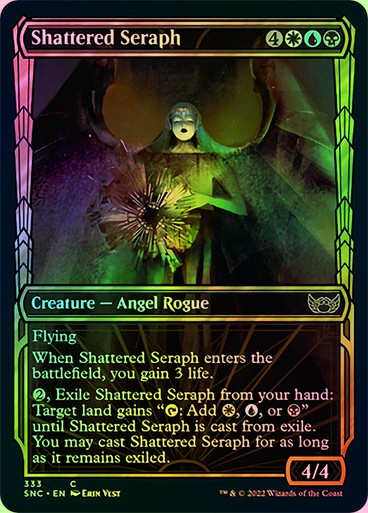 Shattered Seraph 4
Creature — Angel Rogue
Flying
When Shattered Seraph enters the
battlefield, you gain 3 life.
2, Exile Shattered Seraph from your hand:
Target land gains “: Add , , or ”
until Shattered Seraph is cast from exile.
You may cast Shattered Seraph for as long
as it remains exiled.
4/4
333 C
SNC • EN Erin Vest ™ & © 2022 Wizards of the Coast